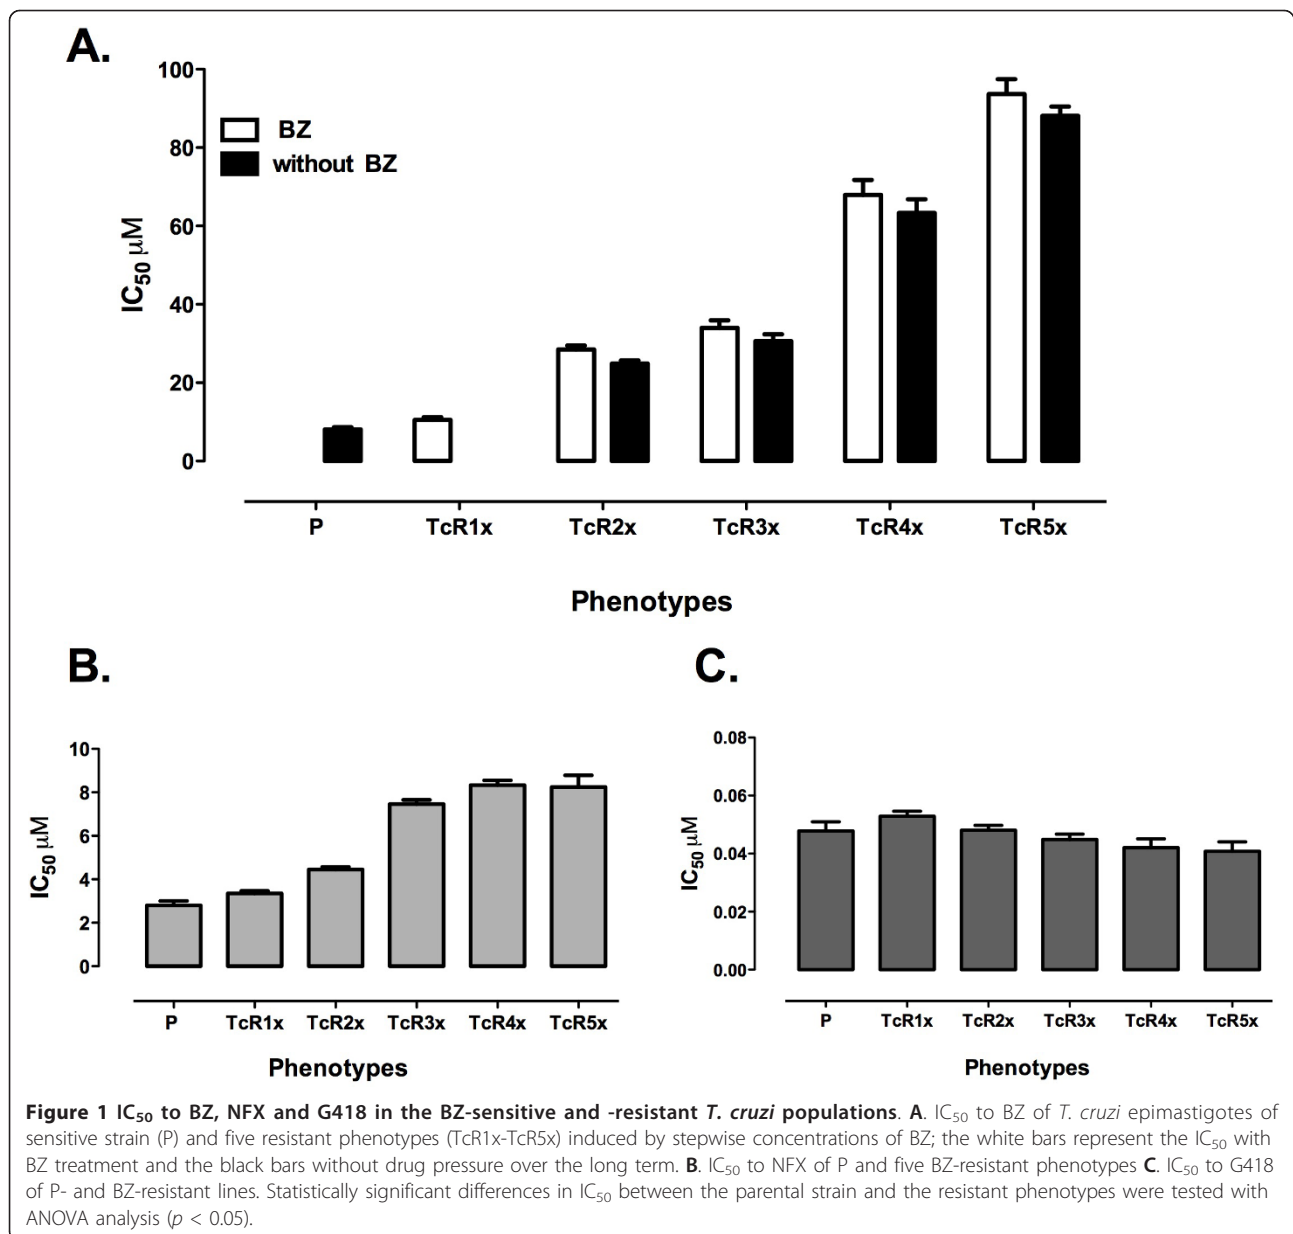 A.
100
80
60
40
20
0
IC50 μM
BZ
without BZ
P TcR1x TcR2x TcR3x TcR4x TcR5x
Phenotypes
B.
10
8
6
4
2
0
IC50 μM
P TcR1x TcR2x TcR3x TcR4x TcR5x
Phenotypes
C.
0.08
0.06
0.04
0.02
0.00
IC50 μM
P TcR1x TcR2x TcR3x TcR4x TcR5x
Phenotypes
Figure 1 IC50 to BZ, NFX and G418 in the BZ-sensitive and -resistant T. cruzi populations. A. IC50 to BZ of T. cruzi epimastigotes of
sensitive strain (P) and five resistant phenotypes (TcR1x-TcR5x) induced by stepwise concentrations of BZ; the white bars represent the IC50 with
BZ treatment and the black bars without drug pressure over the long term. B. IC50 to NFX of P and five BZ-resistant phenotypes C. IC50 to G418
of P- and BZ-resistant lines. Statistically significant differences in IC50 between the parental strain and the resistant phenotypes were tested with
ANOVA analysis (p < 0.05).